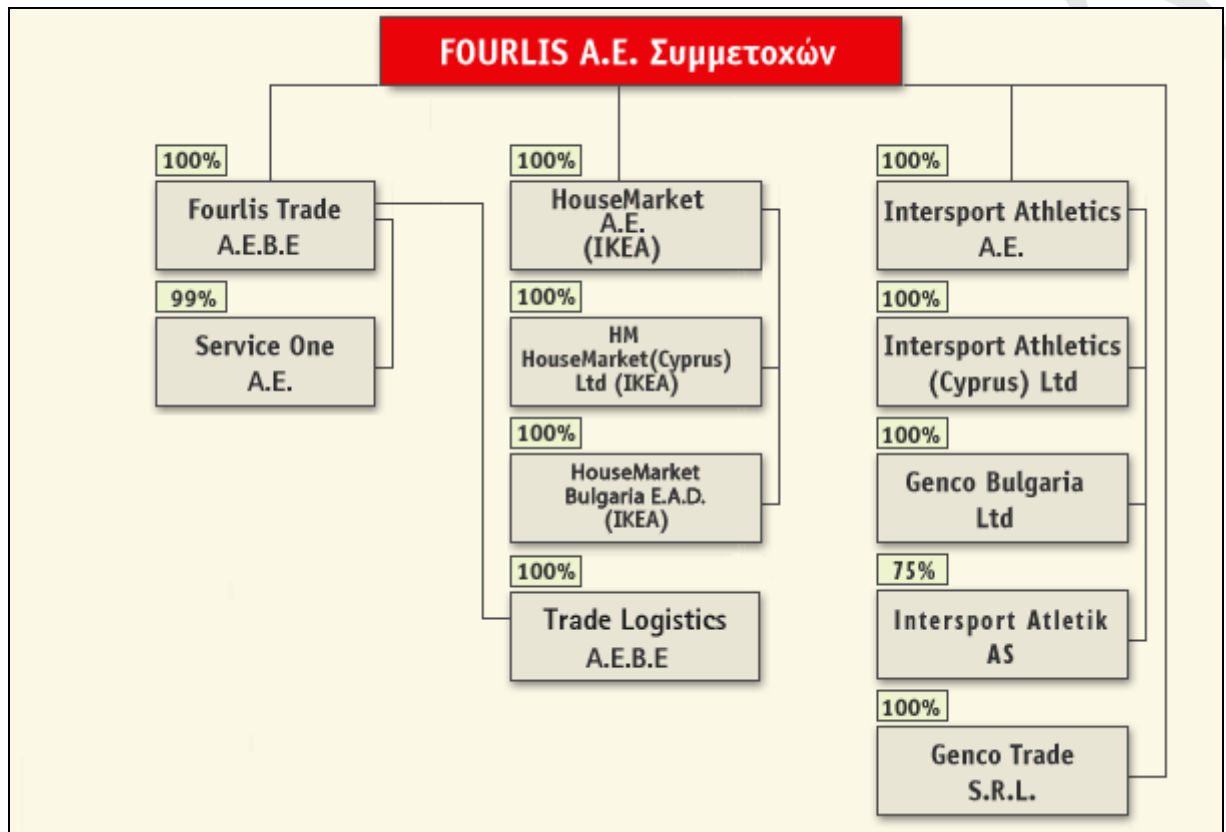 FOURLIS Α.Ε. Συμμετοχών
100%
Fourlis Trade
Α.Ε.Β.Ε
99%
Service One
Α.Ε.
100%
HouseMarket
Α.Ε.
(IKEA)
100%
HM
HouseMarket(Cyprus)
Ltd (IKEA)
100%
HouseMarket
Bulgaria E.A.D.
(IKEA)
100%
Trade Logistics
Α.Ε.Β.Ε
100%
Intersport Athletics
Α.Ε.
100%
Intersport Athletics
(Cyprus) Ltd
100%
Genco Bulgaria
Ltd
75%
Intersport Atletik
AS
100%
Genco Trade
S.R.L.